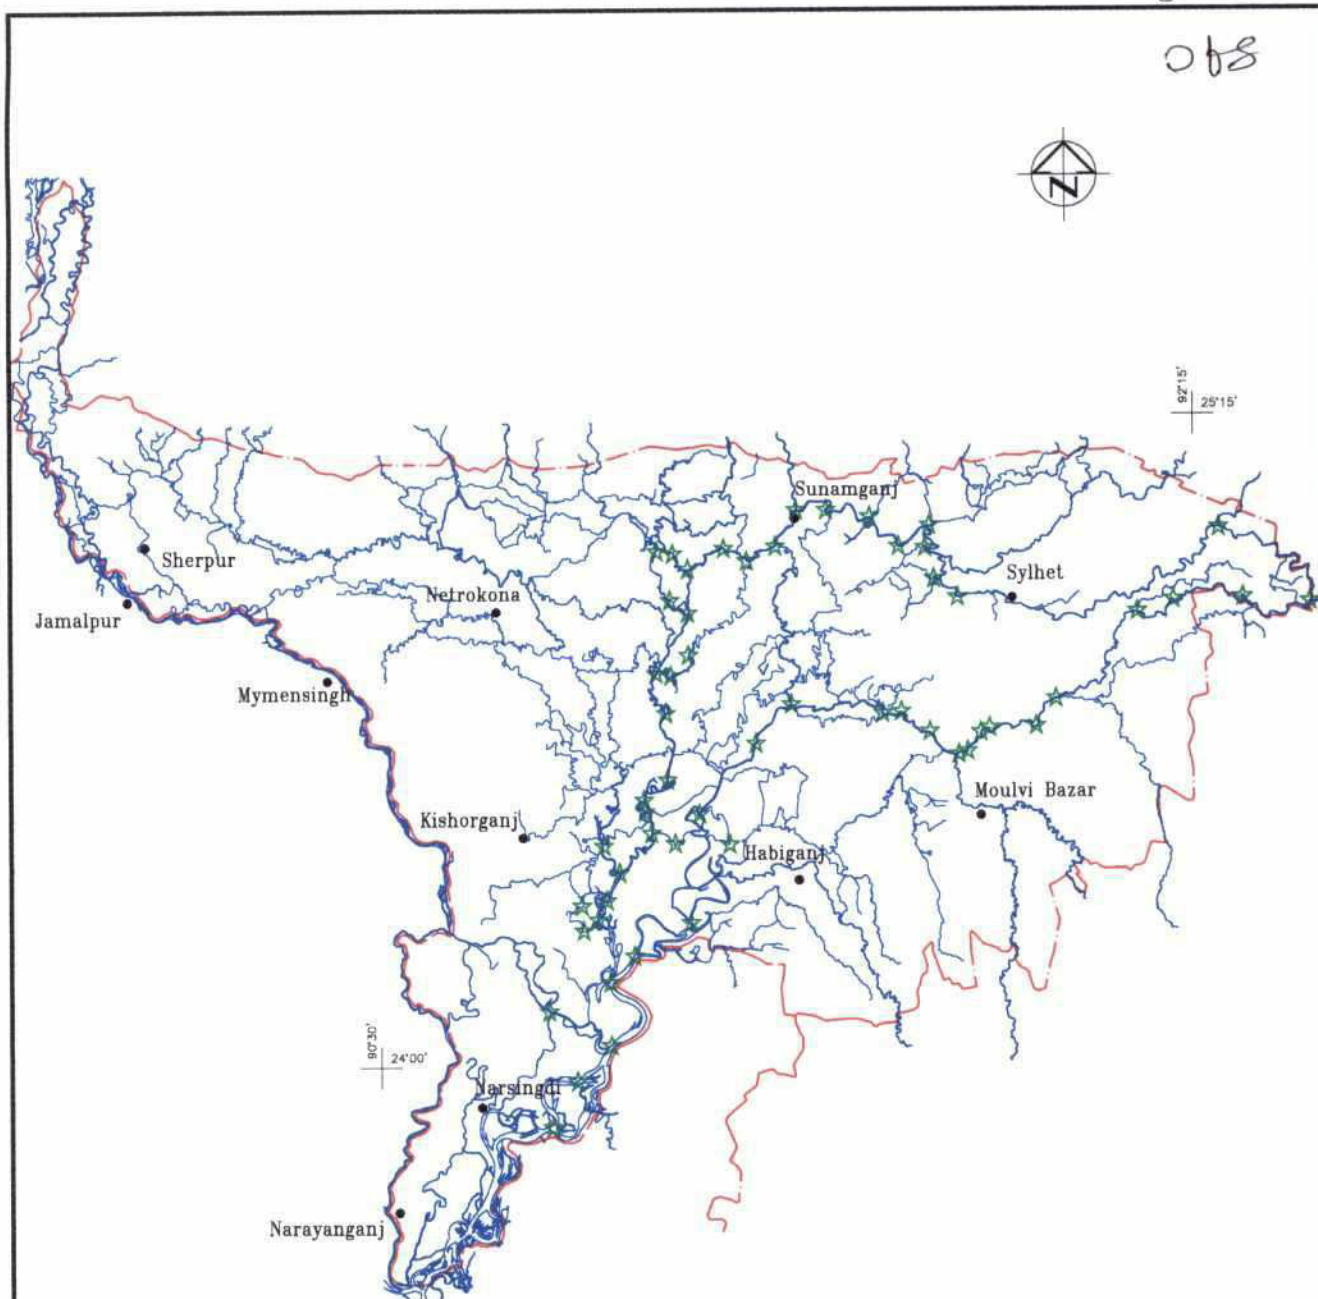 N
92°15'
25°15'
Sunamganj
Sherpur
Sylhet
Netrokona
Jamalpur
Mymensingh
Moulvi Bazar
Kishorganj
Habiganj
90°30'
24°00'
Narsingdi
Narayanganj